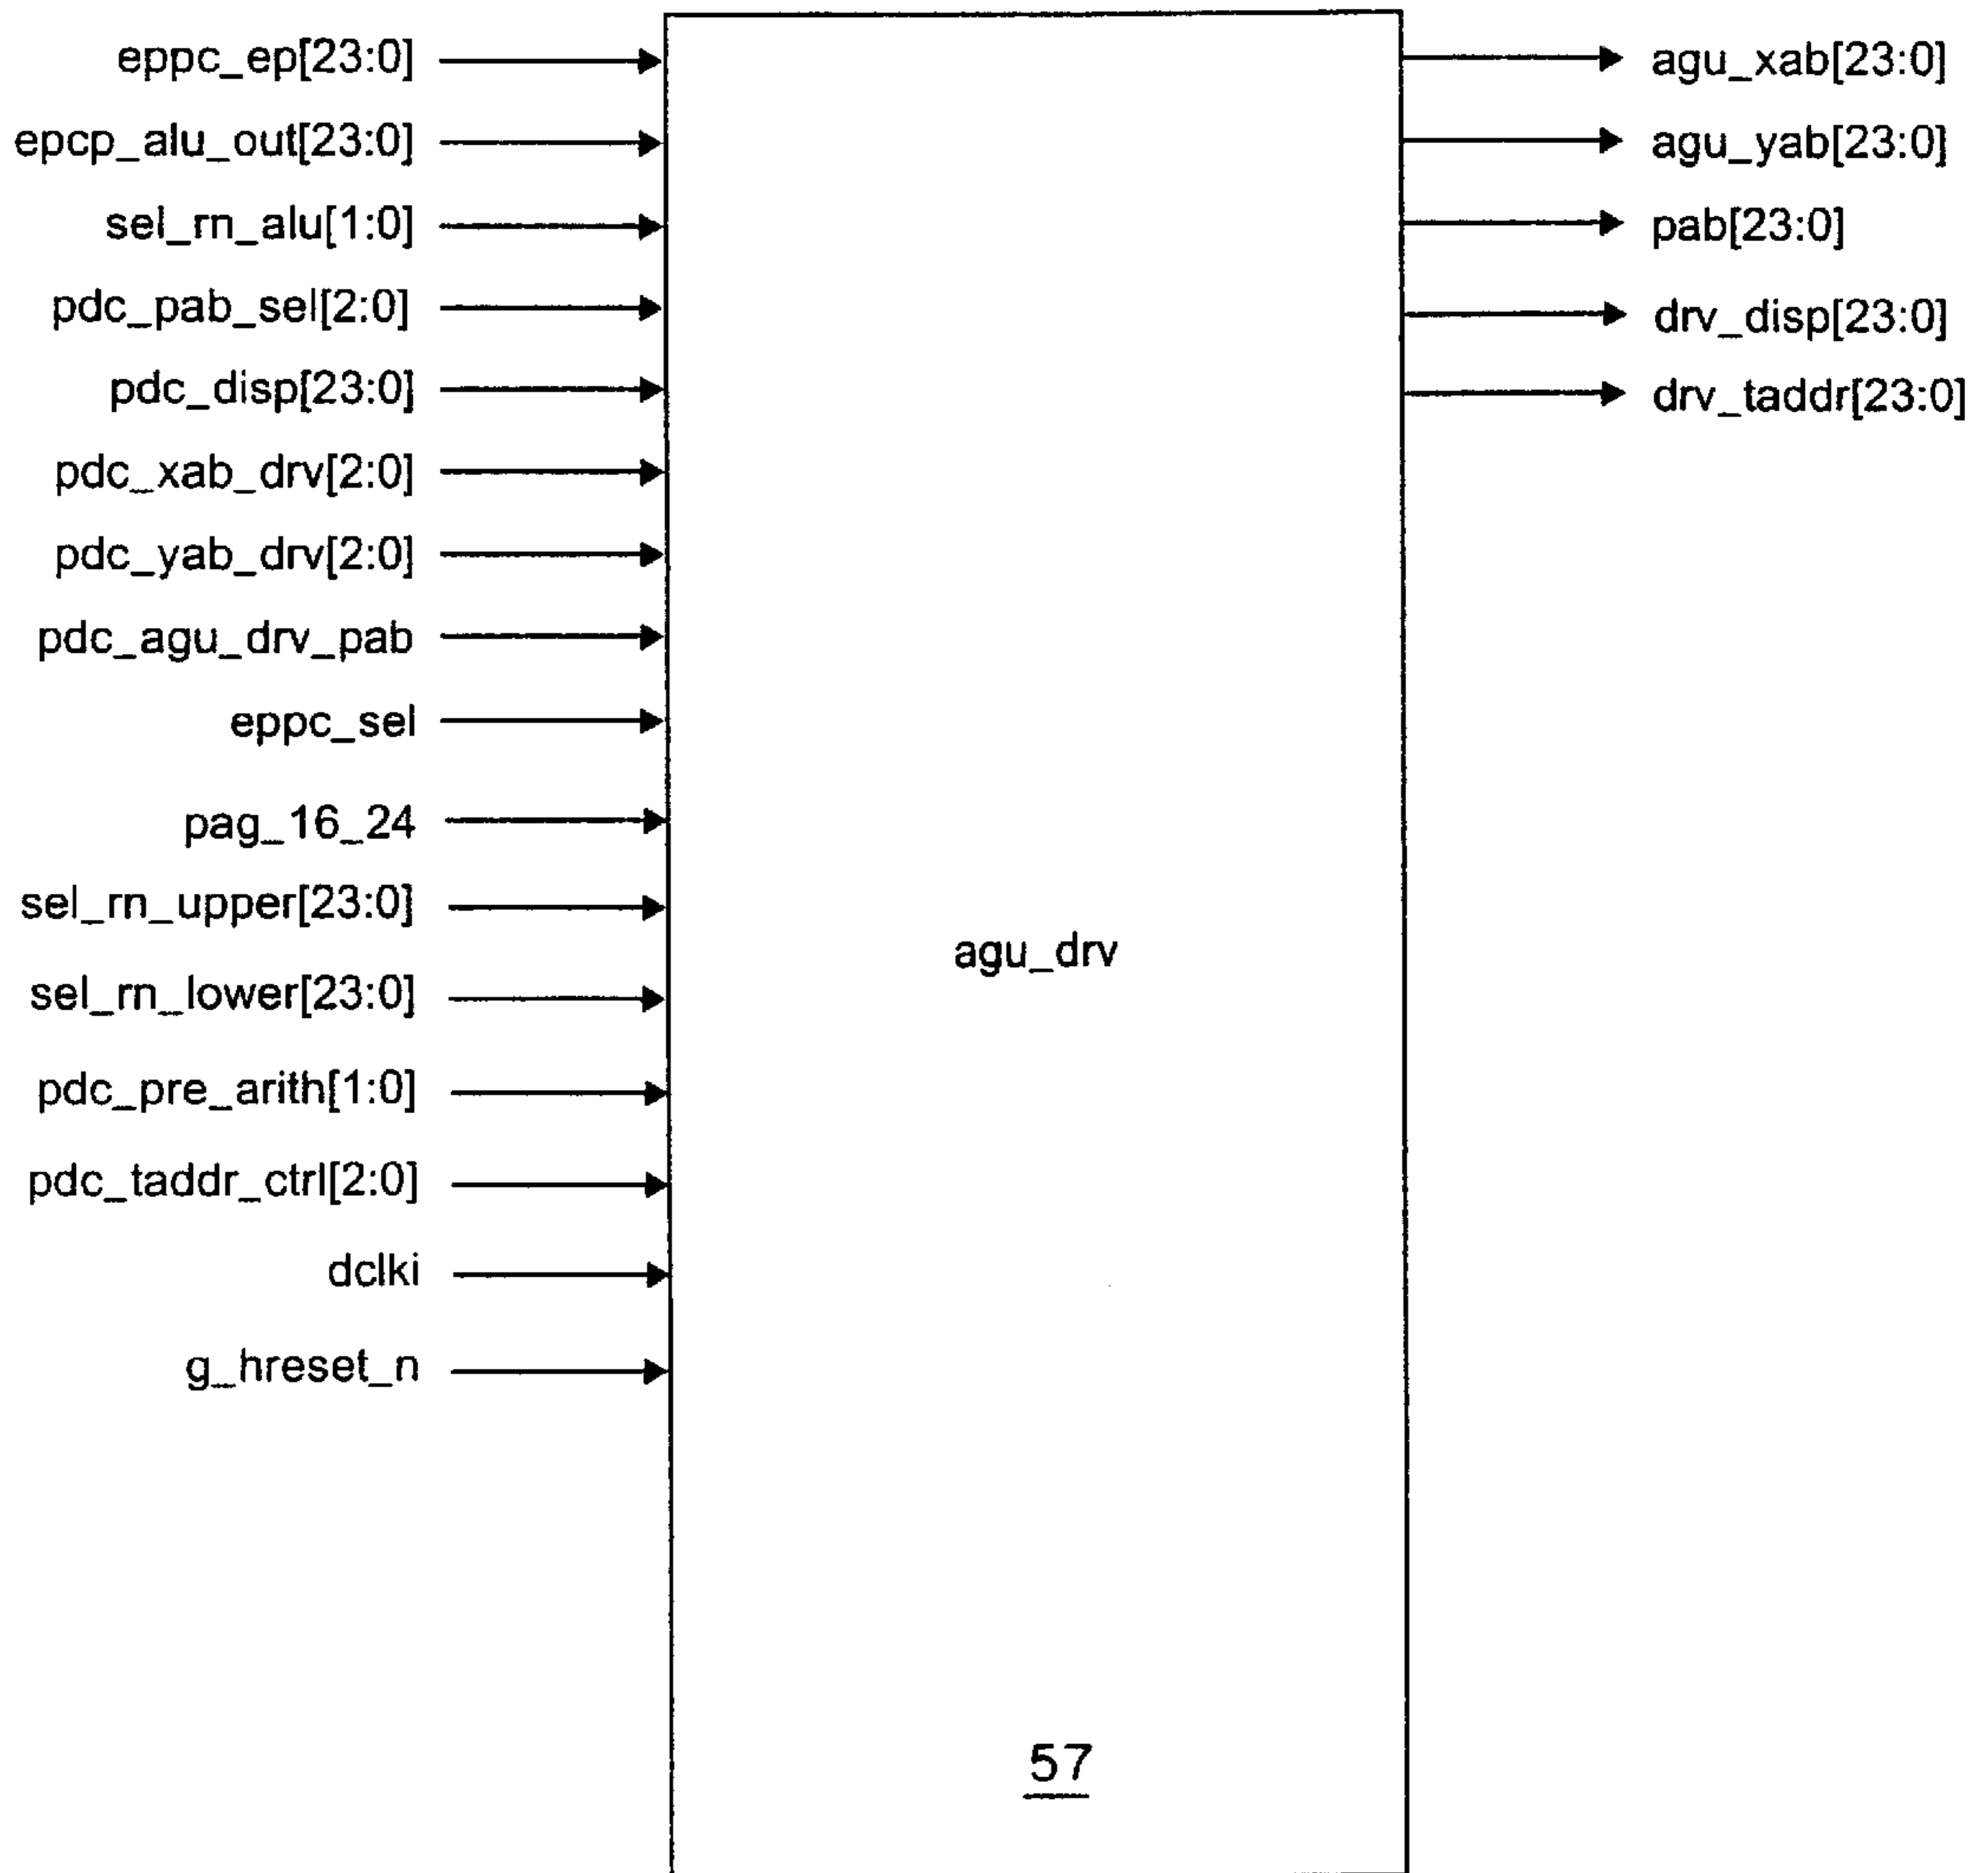 eppc_ep[23:0]
epcp_alu_out[23:0]
sel_rn_alu[1:0]
pdc_pab_sel[2:0]
pdc_disp[23:0]
pdc_xab_drv[2:0]
pdc_yab_drv[2:0]
pdc_agu_drv_pab
eppc_sel
pag_16_24
sel_rn_upper[23:0]
sel_rn_lower[23:0]
pdc_pre_arith[1:0]
pdc_taddr_ctrl[2:0]
dclki
g_hreset_n
agu_drv
57
agu_xab[23:0]
agu_yab[23:0]
pab[23:0]
drv_disp[23:0]
drv_taddr[23:0]